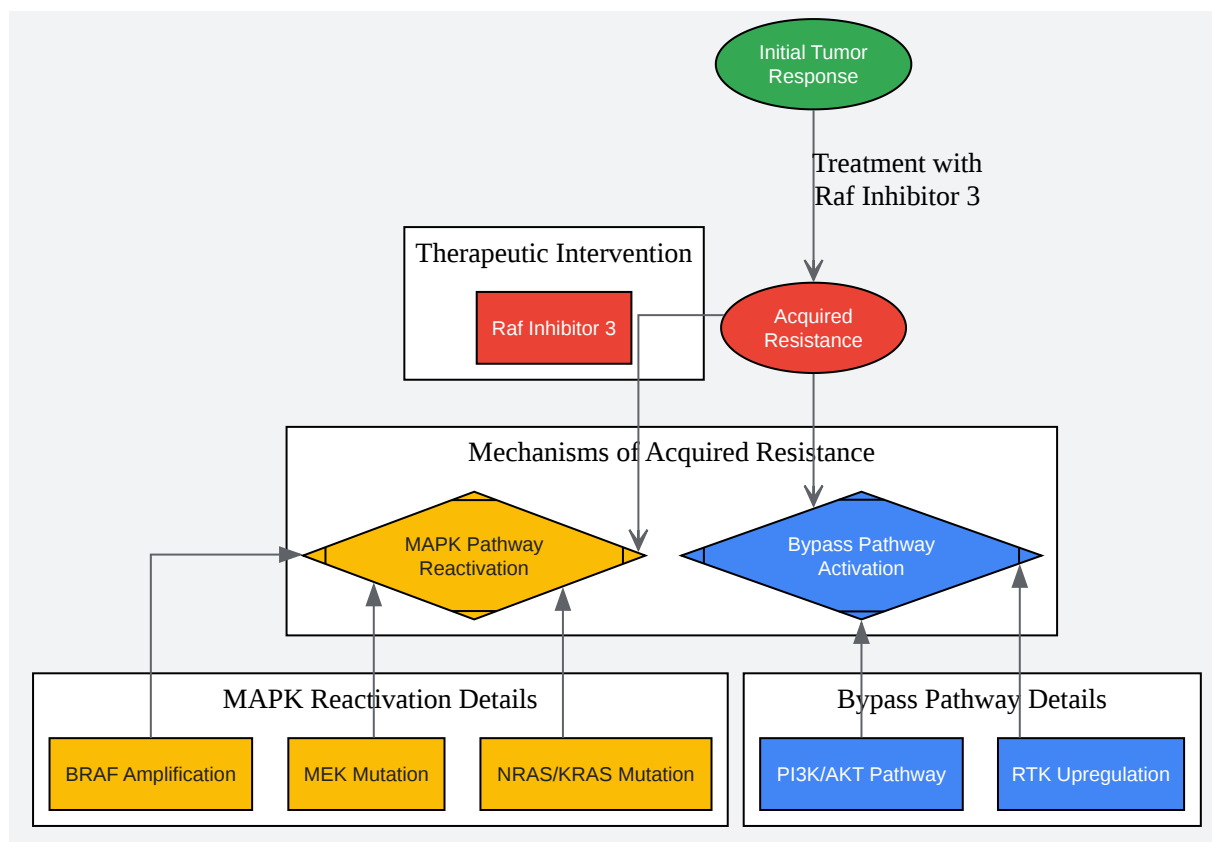 Initial Tumor
Response
Treatment with
Raf Inhibitor 3
Therapeutic Intervention
Raf Inhibitor 3
Acquired
Resistance
Mechanisms of Acquired Resistance
MAPK Pathway
Reactivation
Bypass Pathway
Activation
MAPK Reactivation Details
BRAF Amplification
MEK Mutation
NRAS/KRAS Mutation
Bypass Pathway Details
PI3K/AKT Pathway
RTK Upregulation